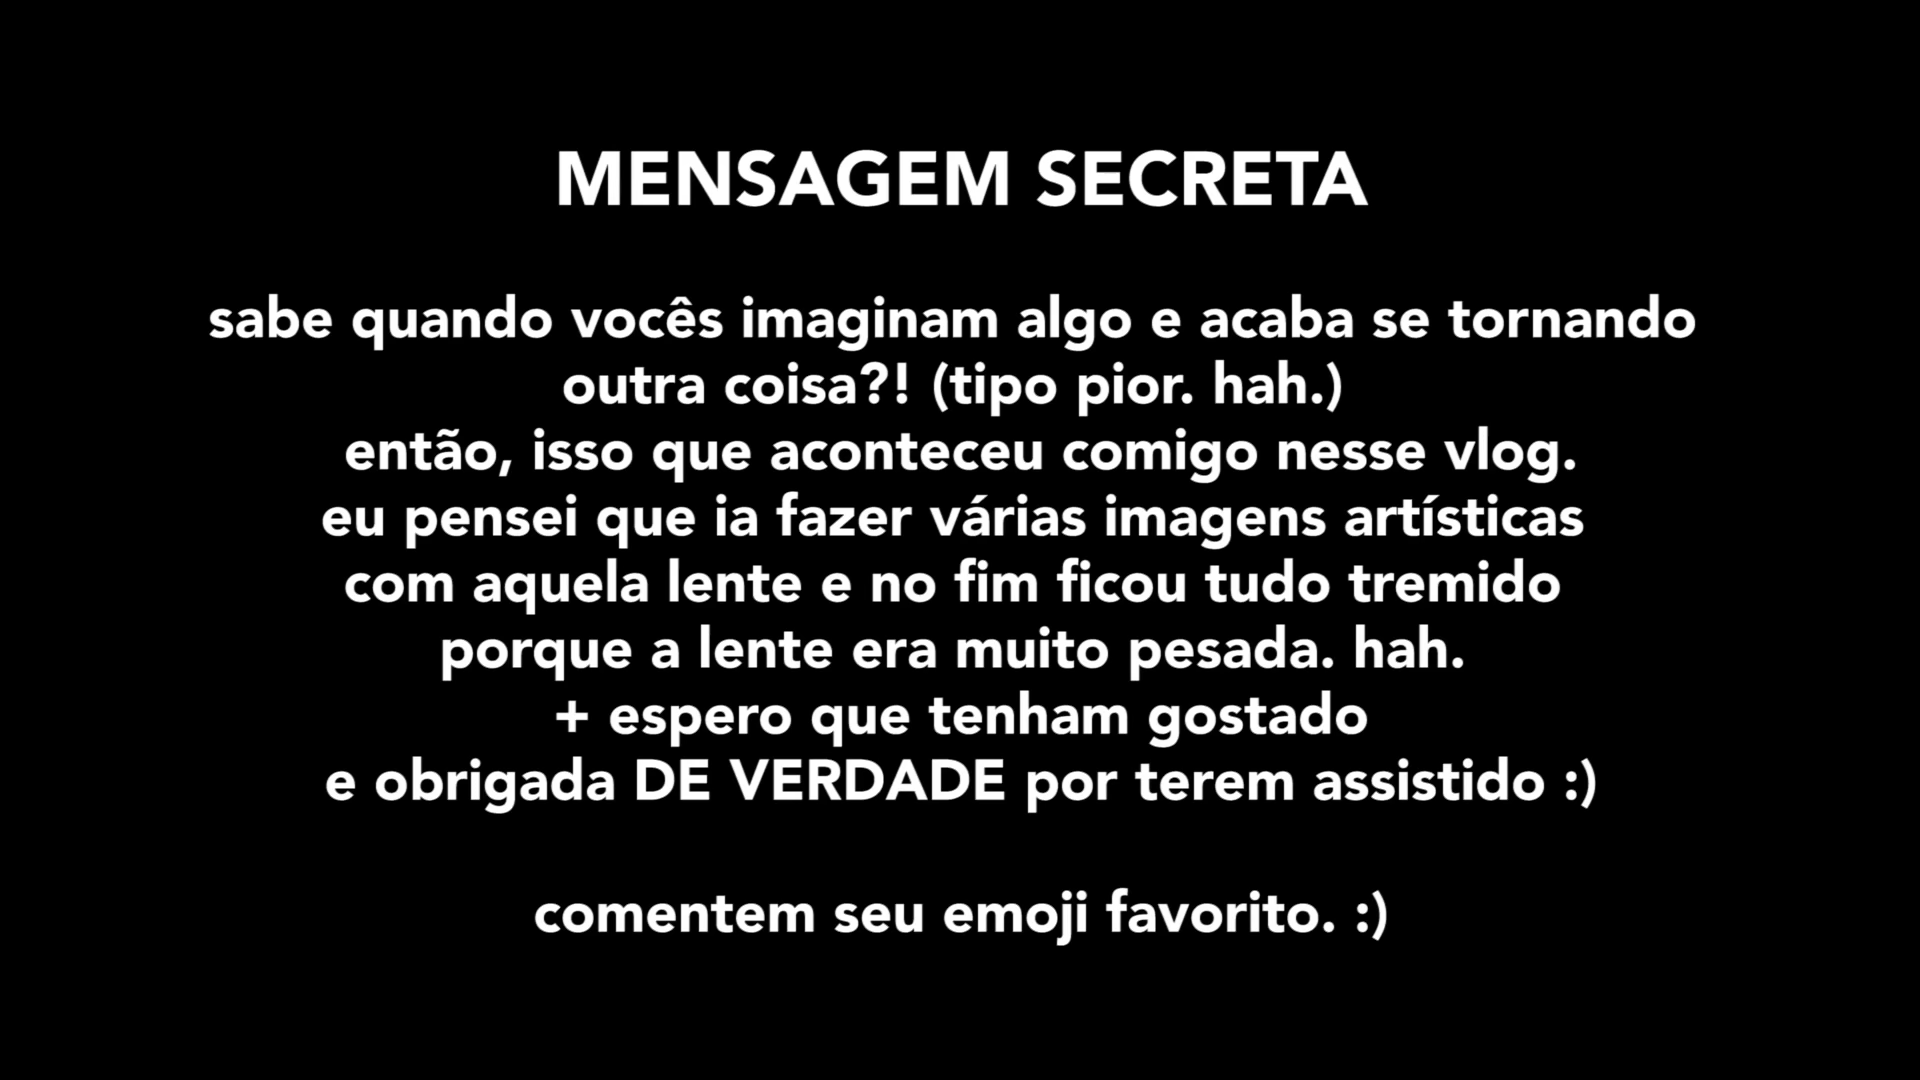 MENSAGEM SECRETA
sabe quando vocês imaginam algo e acaba se tornando
outra coisa?! (tipo pior. hah.)
então, isso que aconteceu comigo nesse vlog.
eu pensei que ia fazer várias imagens artísticas
com aquela lente e no fim ficou tudo tremido
porque a lente era muito pesada. hah.
+ espero que tenham gostado
e obrigada DE VERDADE por terem assistido :)
comentem seu emoji favorito. :)